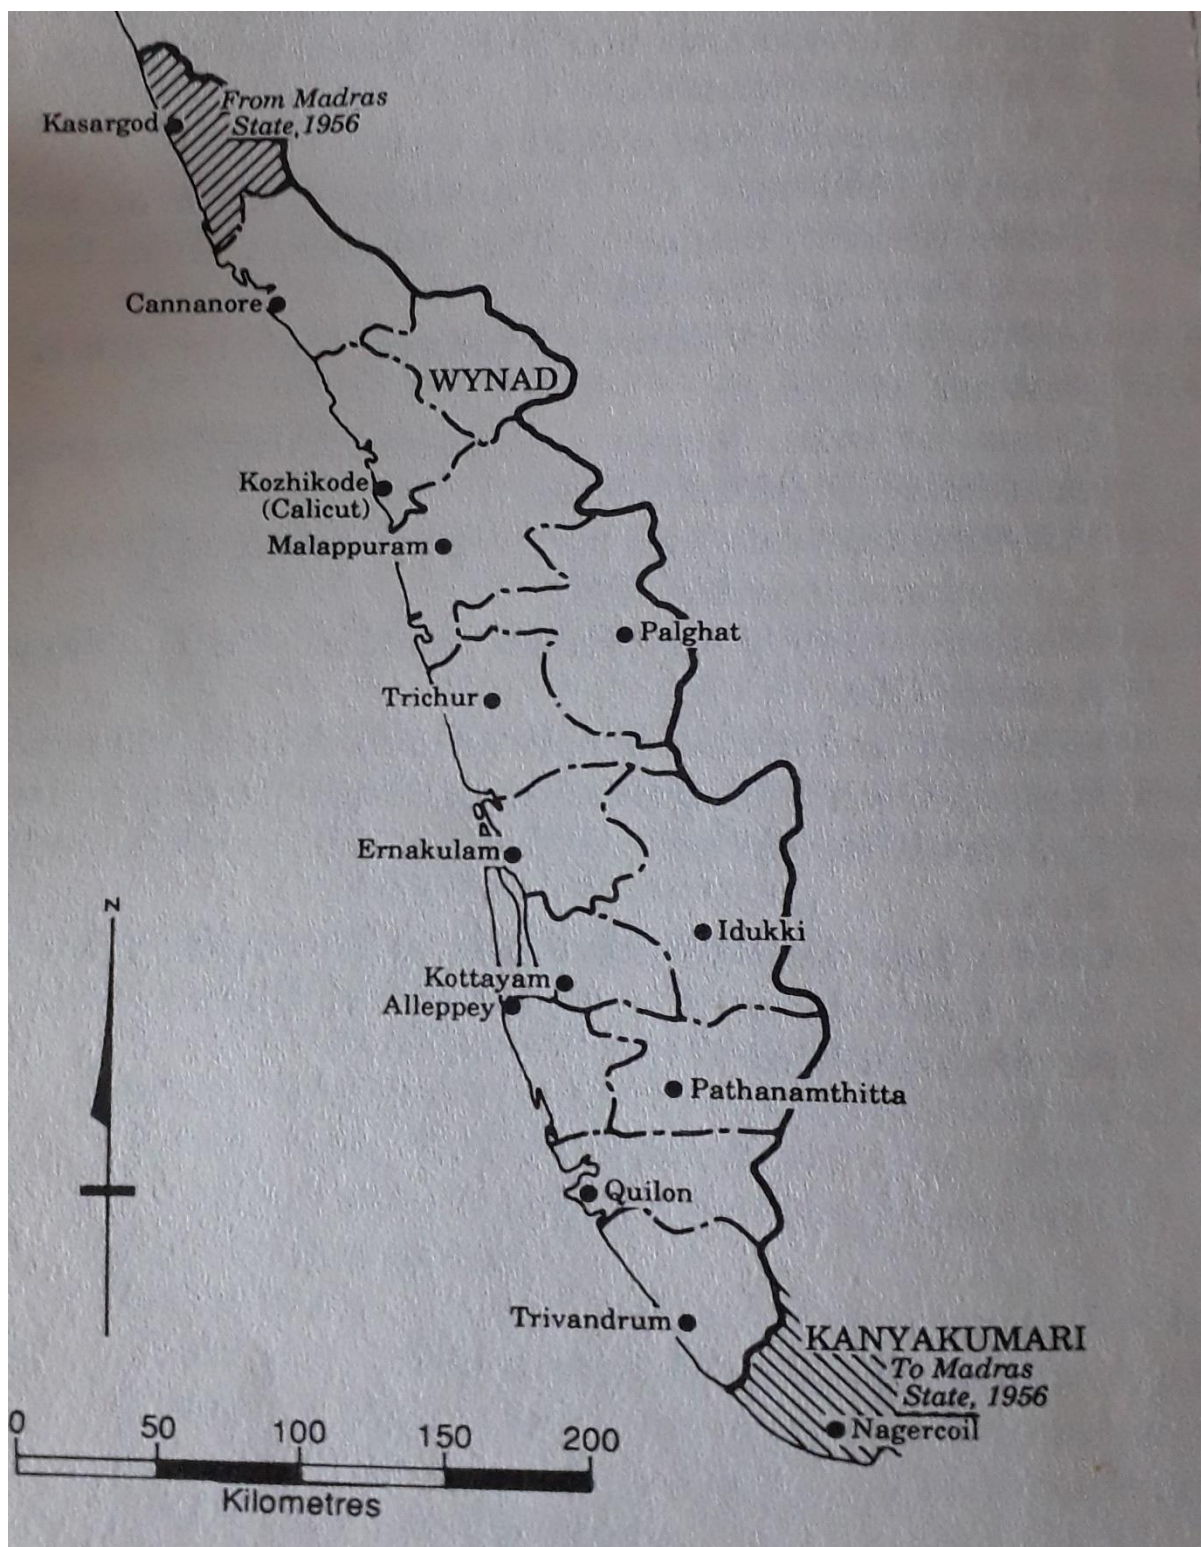 From Madras
State, 1956
Kasargod
Cannanore
WYNAD
Kozhikode
(Calicut)
Malappuram
Palghat
Trichur
Ernakulam
N
Idukki
Kottayam
Alleppey
Pathanamthitta
Quilon
Trivandrum
KANYAKUMARI
To Madras
State, 1956
Nagercoil
0 50 100 150 200
Kilometres